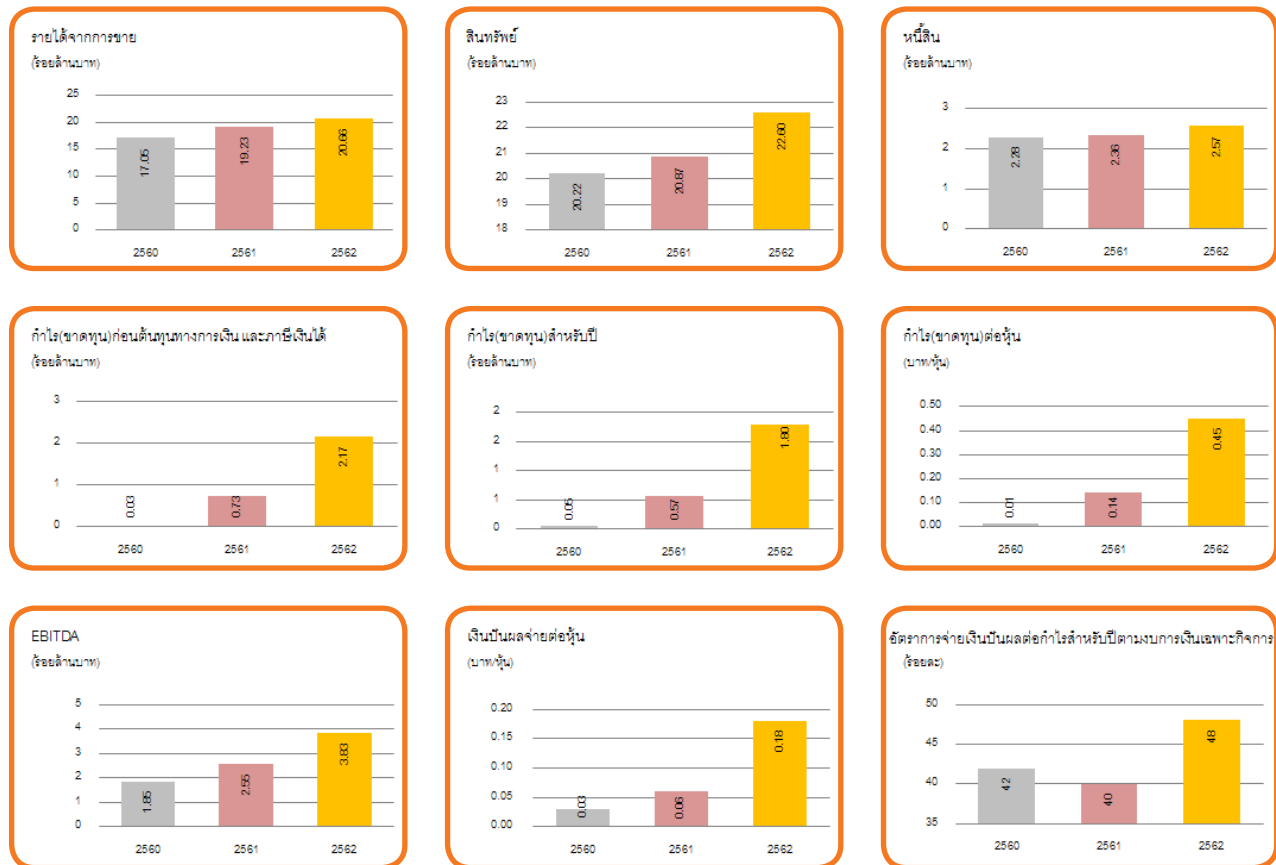 รายได้จากการขาย
(ร้อยล้านบาท)
25
20
15
10
5
0
17.05
19.23
20.66
2560 2561 2562
สินทรัพย์
(ร้อยล้านบาท)
23
22
21
20
19
18
20.22
20.87
22.60
2560 2561 2562
หนี้สิน
(ร้อยล้านบาท)
3
2
1
0
2.28
2.36
2.57
2560 2561 2562
กำไร(ขาดทุน)ก่อนต้นทุนทางการเงิน และภาษีเงินได้
(ร้อยล้านบาท)
3
2
1
0
0.03
0.73
2.17
2560 2561 2562
กำไร(ขาดทุน)สำหรับปี
(ร้อยล้านบาท)
2
2
1
1
0
0.05
0.57
1.80
2560 2561 2562
กำไร(ขาดทุน)ต่อหุ้น
(บาท/หุ้น)
0.50
0.40
0.30
0.20
0.10
0.00
0.01
0.14
0.45
2560 2561 2562
EBITDA
(ร้อยล้านบาท)
5
4
3
2
1
0
1.85
2.55
3.83
2560 2561 2562
เงินปันผลจ่ายต่อหุ้น
(บาท/หุ้น)
0.20
0.15
0.10
0.05
0.00
0.03
0.06
0.18
2560 2561 2562
อัตราการจ่ายเงินปันผลต่อกำไรสำหรับปีตามงบการเงินเฉพาะกิจการ
(ร้อยละ)
50
45
40
35
42
40
48
2560 2561 2562